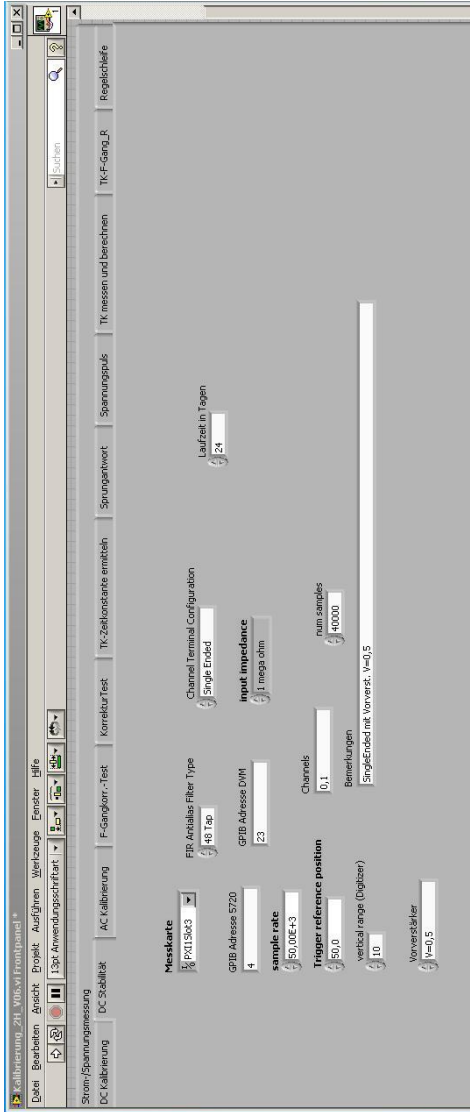 Kalibrierung_2H_V06.vi Frontpanel *
Datei Bearbeiten Ansicht Projekt Ausführen Werkzeuge Fenster Hilfe
13pt Anwendungsschriftart
Suchen
Strom-/Spannungsmessung
DC Kalibrierung
DC Stabilität
AC Kalibrierung
F-Gangkorr.-Test
KorrekturTest
TK-Zeitkonstante ermitteln
Sprungantwort
Spannungspuls
TK messen und berechnen
TK-F-Gang_R
Regelschleife
Messkarte
PXI1Slot3
FIR Antialias Filter Type
48 Tap
Channel Terminal Configuration
Single Ended
Laufzeit in Tagen
24
GPIB Adresse 5720
4
GPIB Adresse DVM
23
input impedance
1 mega ohm
sample rate
50,00E+3
Trigger reference position
50,0
Channels
0,1
num samples
40000
vertical range (Digitizer)
10
Bemerkungen
SingleEnded mit Vorverst. V=0,5
Vorverstärker
V=0,5